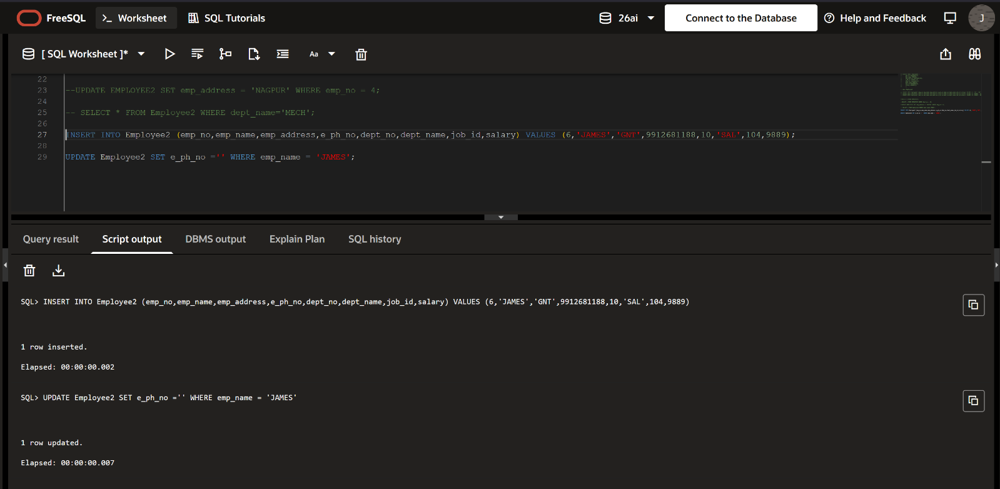 FreeSQL
>_ Worksheet
SQL Tutorials
26ai
Connect to the Database
Help and Feedback
J
[ SQL Worksheet ]*
Aa
22
23 --UPDATE EMPLOYEE2 SET emp_address = 'NAGPUR' WHERE emp_no = 4;
24
25 -- SELECT * FROM Employee2 WHERE dept_name='MECH';
26
27 INSERT INTO Employee2 (emp_no,emp_name,emp_address,e_ph_no,dept_no,dept_name,job_id,salary) VALUES (6,'JAMES','GNT',9912681188,10,'SAL',104,9889);
28
29 UPDATE Employee2 SET e_ph_no ='' WHERE emp_name = 'JAMES';
Query result
Script output
DBMS output
Explain Plan
SQL history
SQL> INSERT INTO Employee2 (emp_no,emp_name,emp_address,e_ph_no,dept_no,dept_name,job_id,salary) VALUES (6,'JAMES','GNT',9912681188,10,'SAL',104,9889)
1 row inserted.
Elapsed: 00:00:00.002
SQL> UPDATE Employee2 SET e_ph_no ='' WHERE emp_name = 'JAMES'
1 row updated.
Elapsed: 00:00:00.007